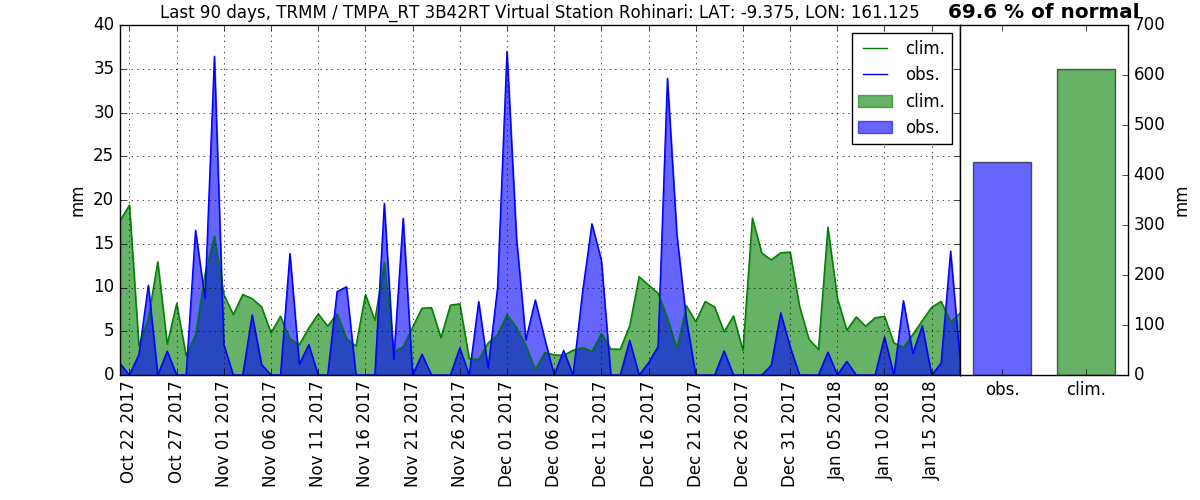 Last 90 days, TRMM / TMPA_RT 3B42RT Virtual Station Rohinari: LAT: -9.375, LON: 161.125
69.6 % of normal
40
35
30
25
20
15
10
5
0
mm
clim.
obs.
clim.
obs.
700
600
500
400
300
200
100
0
mm
Oct 22 2017
Oct 27 2017
Nov 01 2017
Nov 06 2017
Nov 11 2017
Nov 16 2017
Nov 21 2017
Nov 26 2017
Dec 01 2017
Dec 06 2017
Dec 11 2017
Dec 16 2017
Dec 21 2017
Dec 26 2017
Dec 31 2017
Jan 05 2018
Jan 10 2018
Jan 15 2018
obs.
clim.